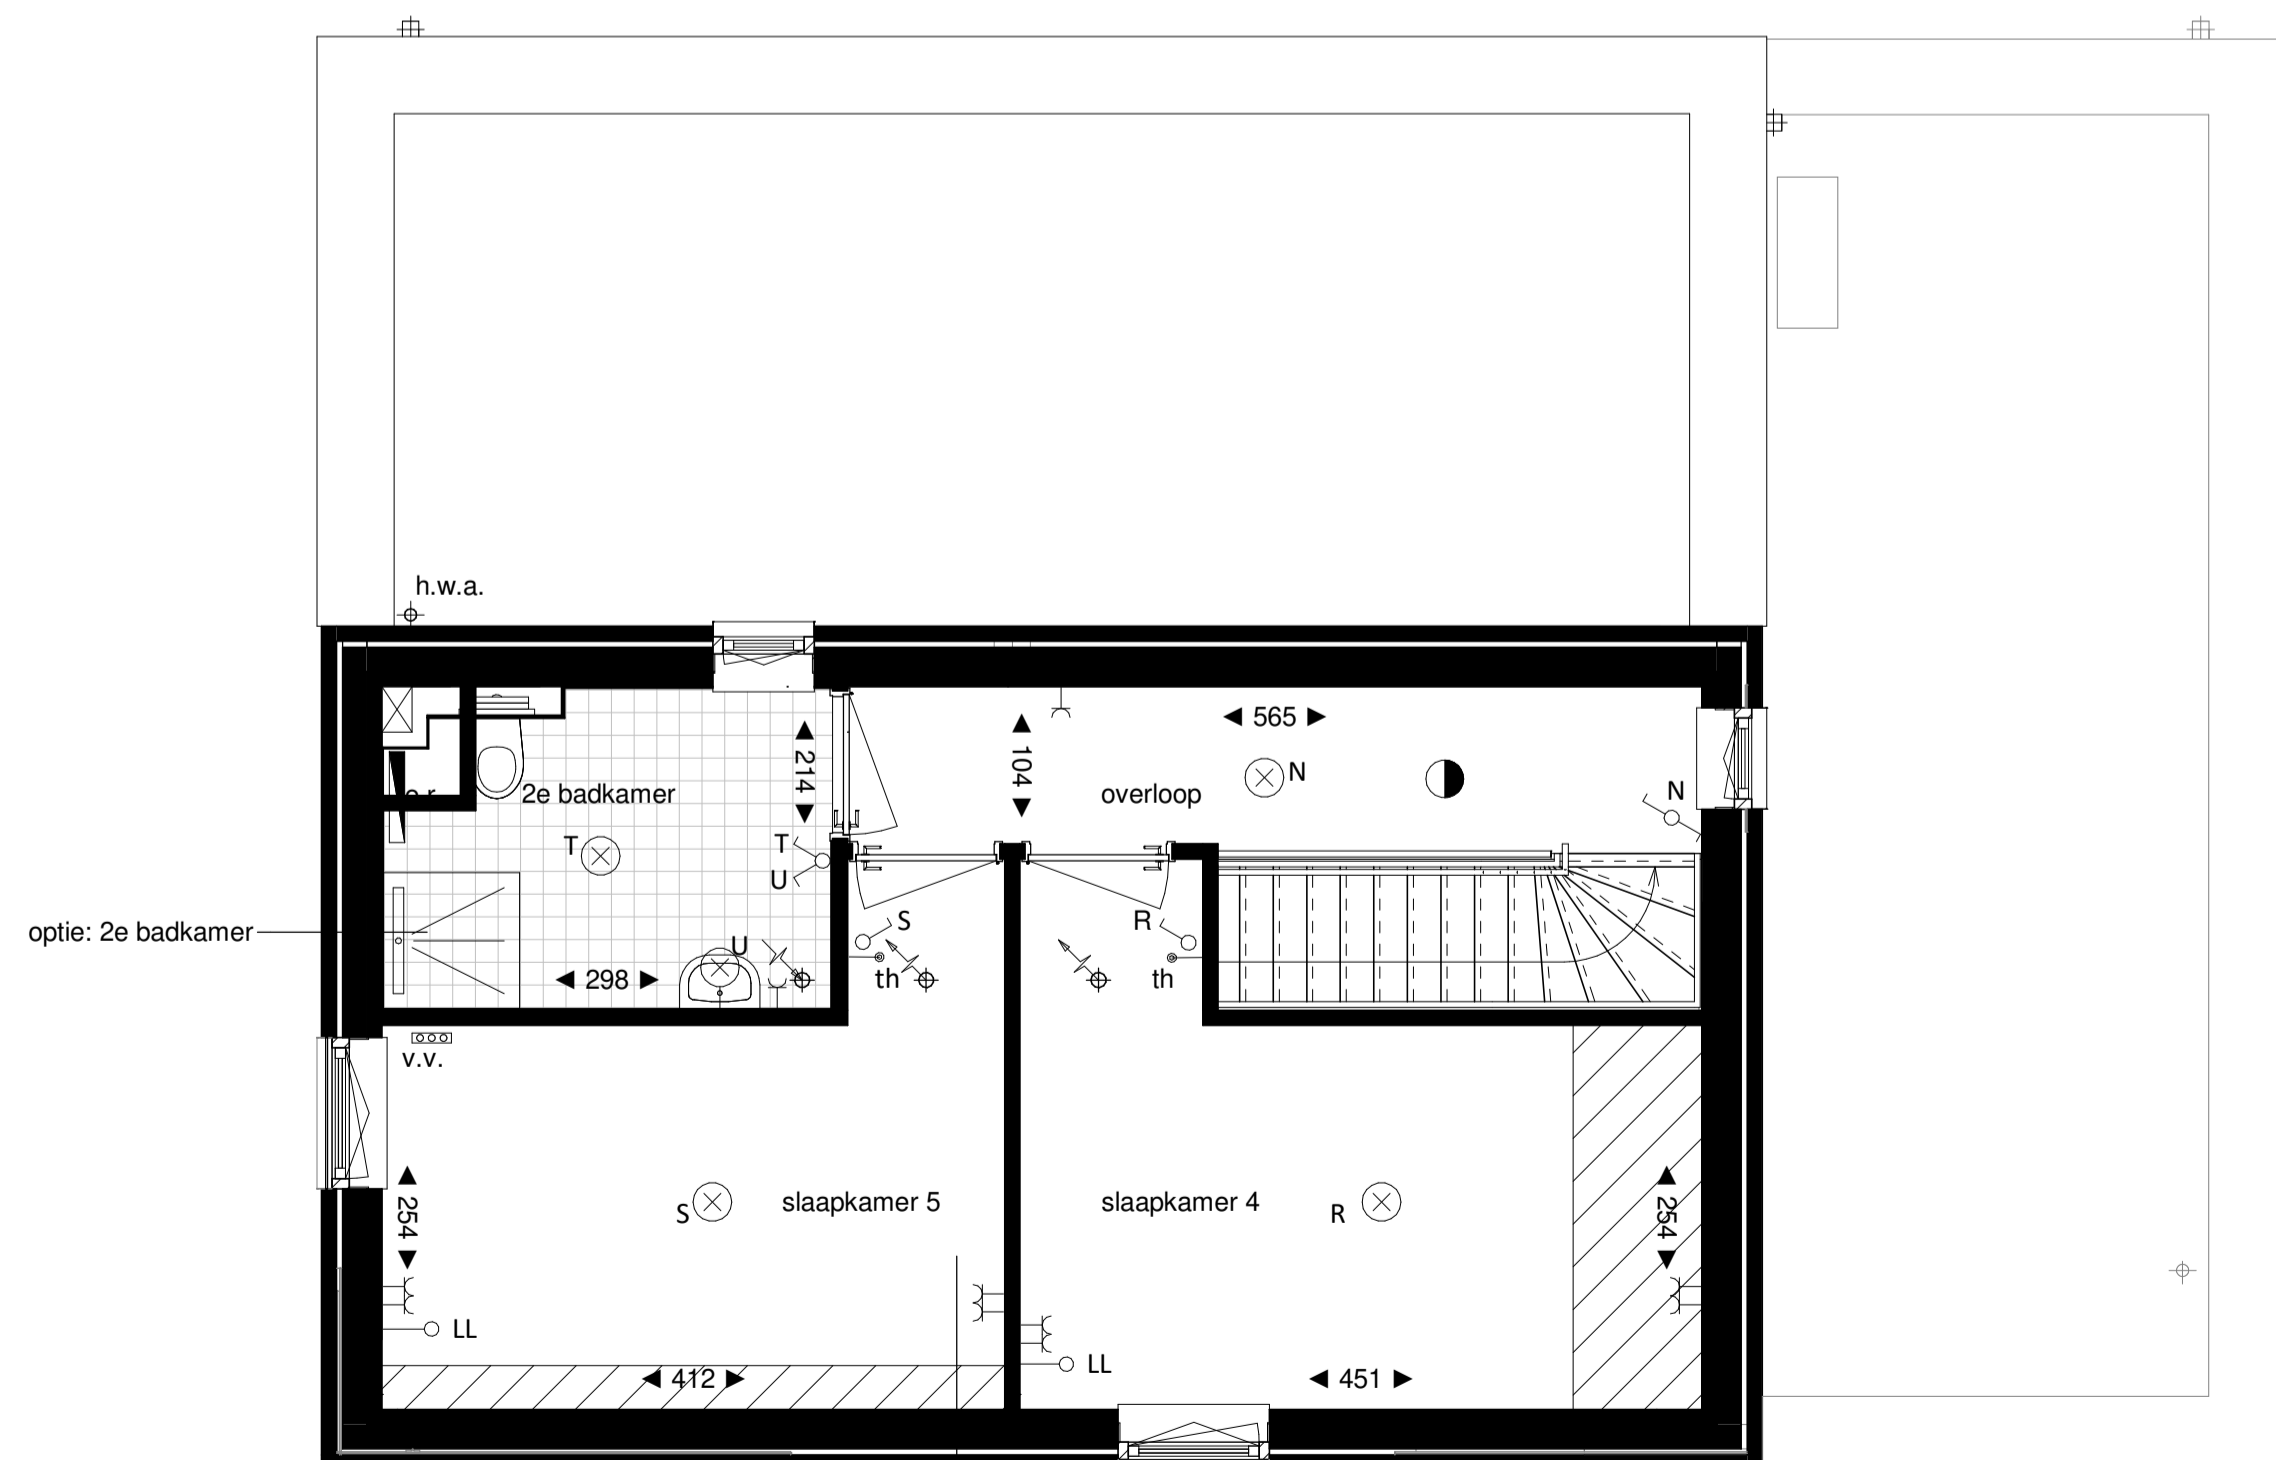 h.w.a.
565
214
104
N
2e badkamer
overloop
N
T
T
U
optie: 2e badkamer
U
S
R
298
th
th
v.v.
254
S
slaapkamer 5
slaapkamer 4
R
254
LL
LL
412
451